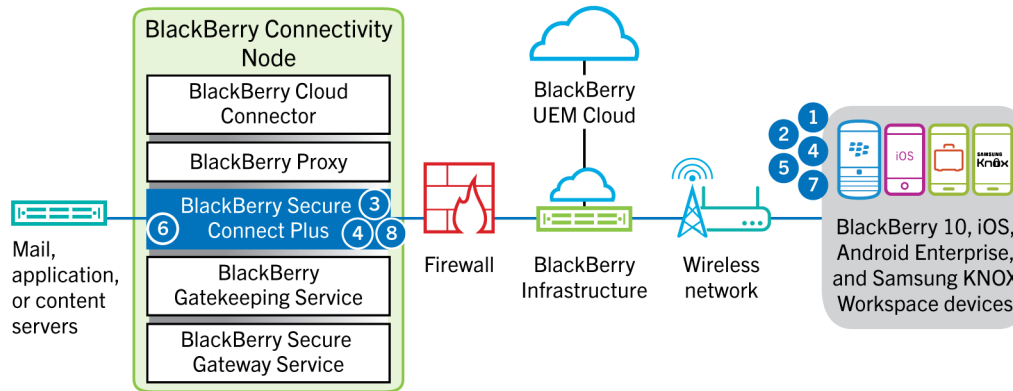 BlackBerry Connectivity
Node
BlackBerry Cloud
Connector
BlackBerry Proxy
BlackBerry Secure
Connect Plus
3
6
4
8
BlackBerry
Gatekeeping Service
BlackBerry Secure
Gateway Service
Mail,
application,
or content
servers
Firewall
BlackBerry
UEM Cloud
BlackBerry
Infrastructure
Wireless
network
1
2
4
5
7
iOS
SAMSUNG
Knox
BlackBerry 10, iOS,
Android Enterprise,
and Samsung KNOX
Workspace devices